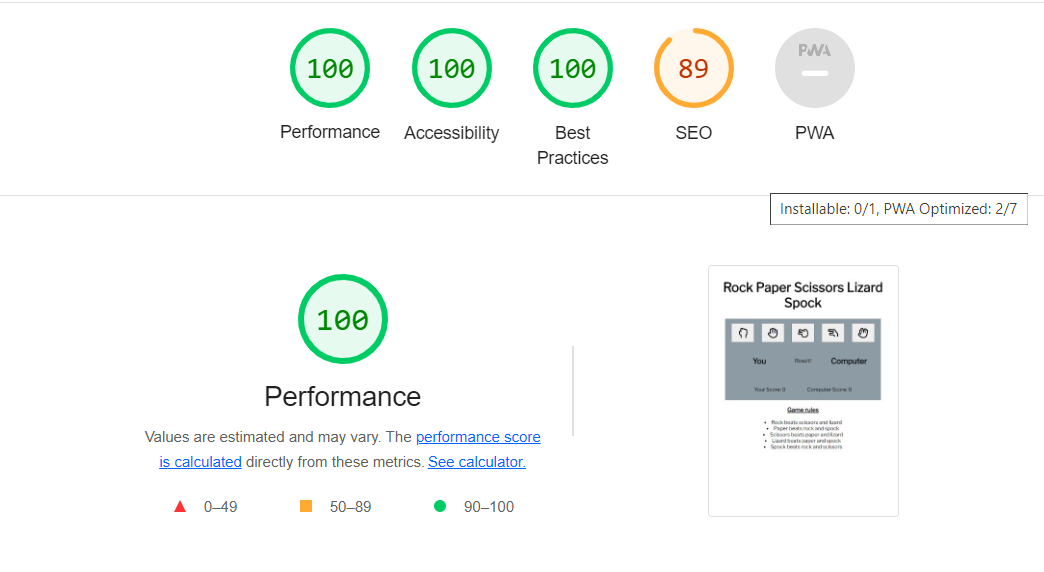 100
100
100
89
PWA
Performance
Accessibility
Best
Practices
SEO
PWA
Installable: 0/1, PWA Optimized: 2/7
100
Performance
Values are estimated and may vary. The performance score
is calculated directly from these metrics. See calculator.
0–49
50–89
90–100
Rock Paper Scissors Lizard
Spock
You
Result
Computer
Your Score 0
Computer Score 0
Game rules
Rock beats scissors and lizard
Paper beats rock and spock
Scissors beats paper and lizard
Lizard beats paper and spock
Spock beats rock and scissors